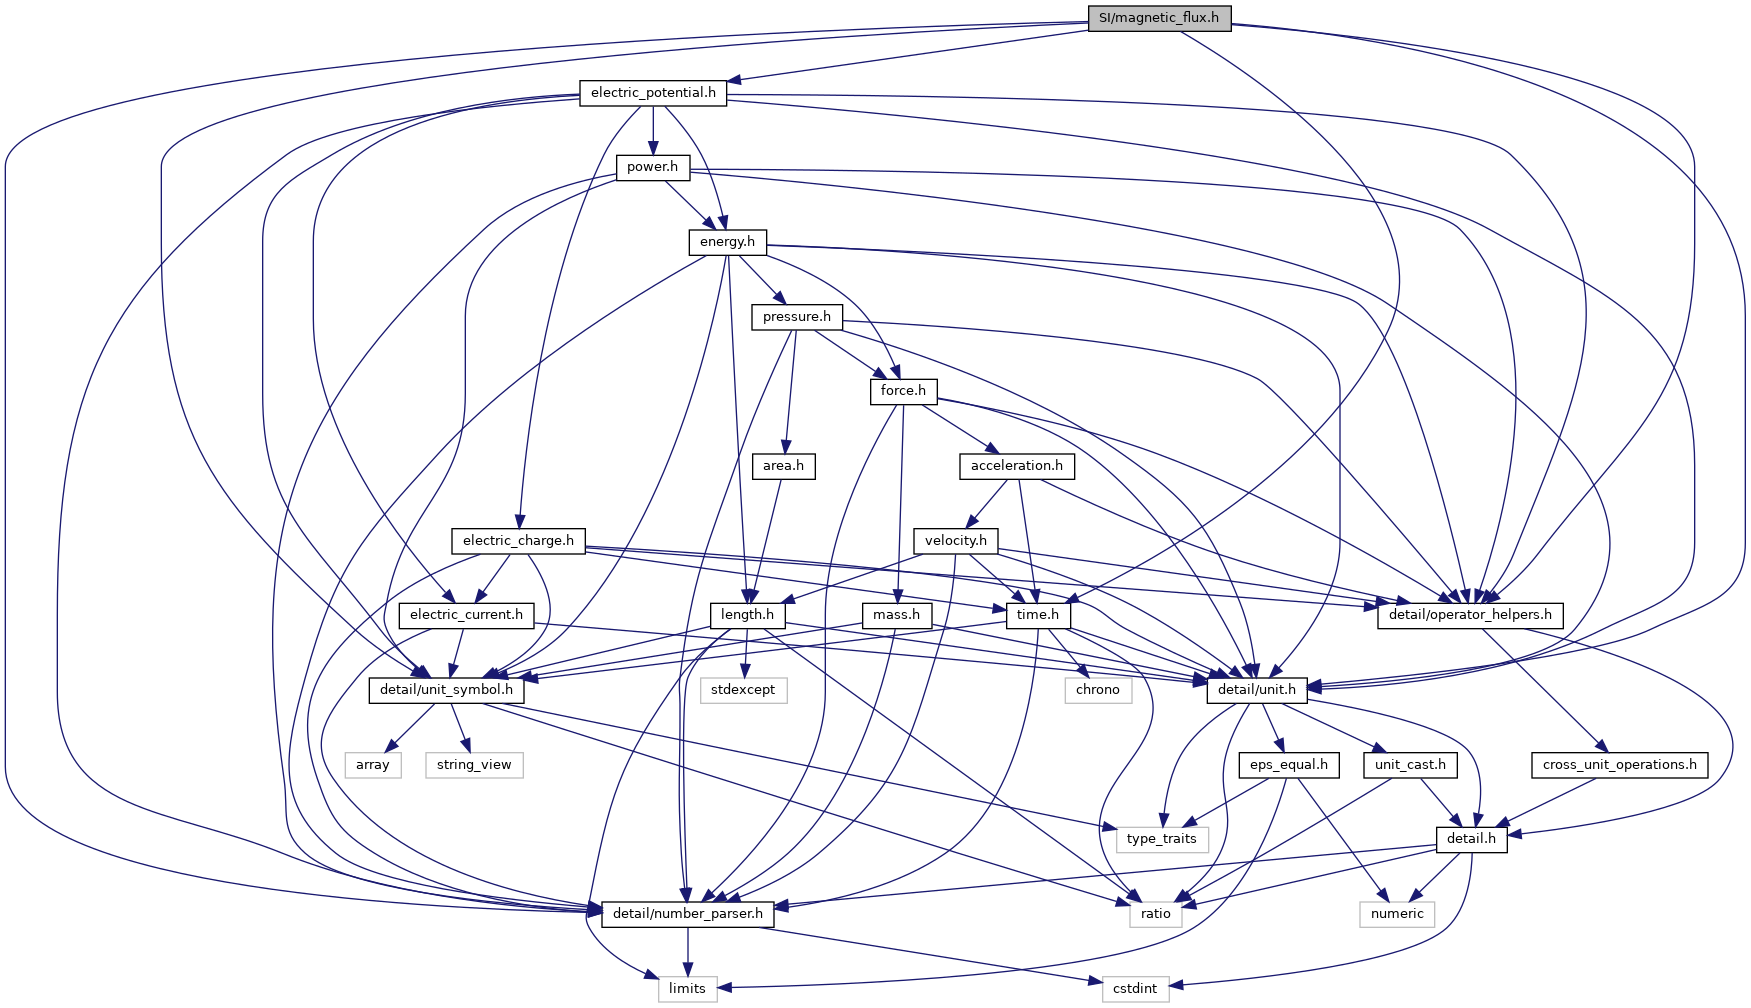 SI/magnetic_flux.h
electric_potential.h
power.h
energy.h
pressure.h
force.h
area.h
acceleration.h
electric_charge.h
velocity.h
electric_current.h
length.h
mass.h
time.h
detail/operator_helpers.h
detail/unit_symbol.h
stdexcept
chrono
detail/unit.h
array
string_view
eps_equal.h
unit_cast.h
cross_unit_operations.h
type_traits
detail.h
detail/number_parser.h
ratio
numeric
limits
cstdint